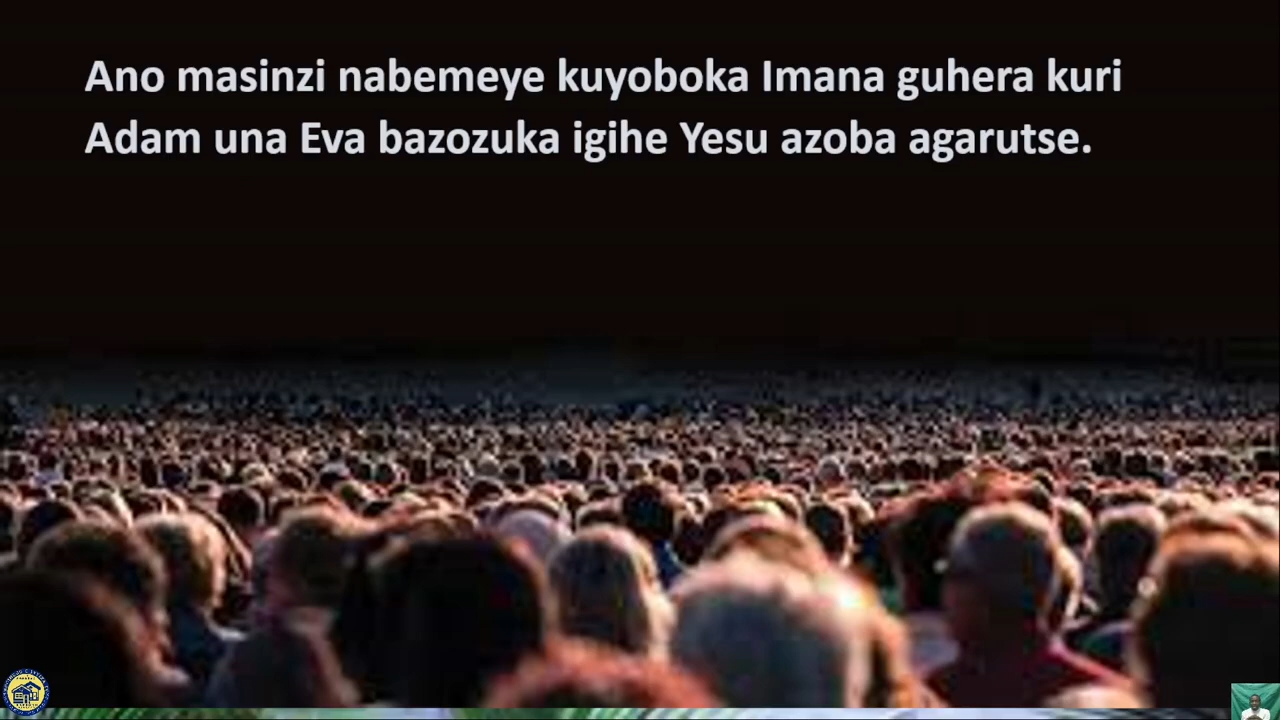 Ano masinzi nabemeye kuyoboka Imana guhera kuri
Adam una Eva bazozuka igihe Yesu azoba agarutse.